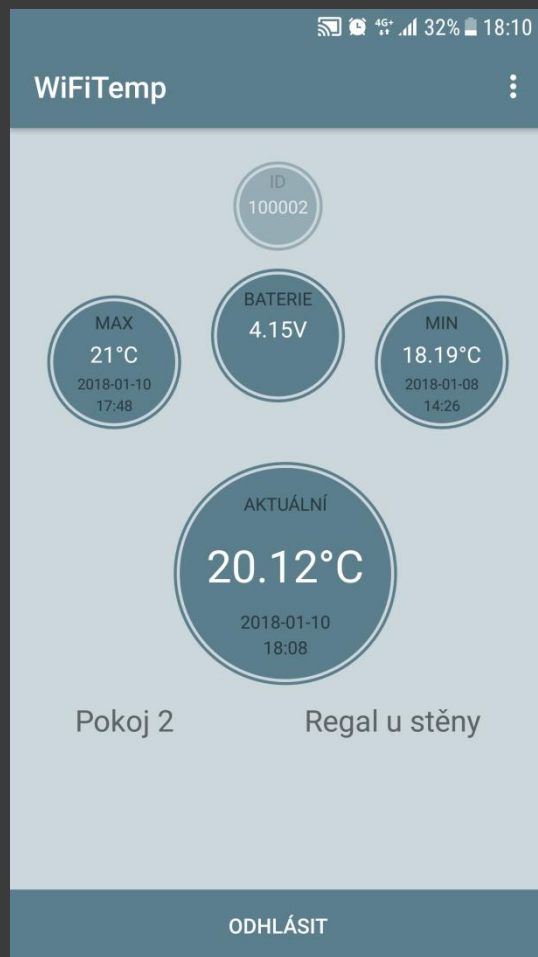 4G+ 32% 18:10
WiFiTemp
ID
100002
BATERIE
4.15V
MAX
21°C
2018-01-10
17:48
MIN
18.19°C
2018-01-08
14:26
AKTUÁLNÍ
20.12°C
2018-01-10
18:08
Pokoj 2 Regal u stěny
ODHLÁSIT